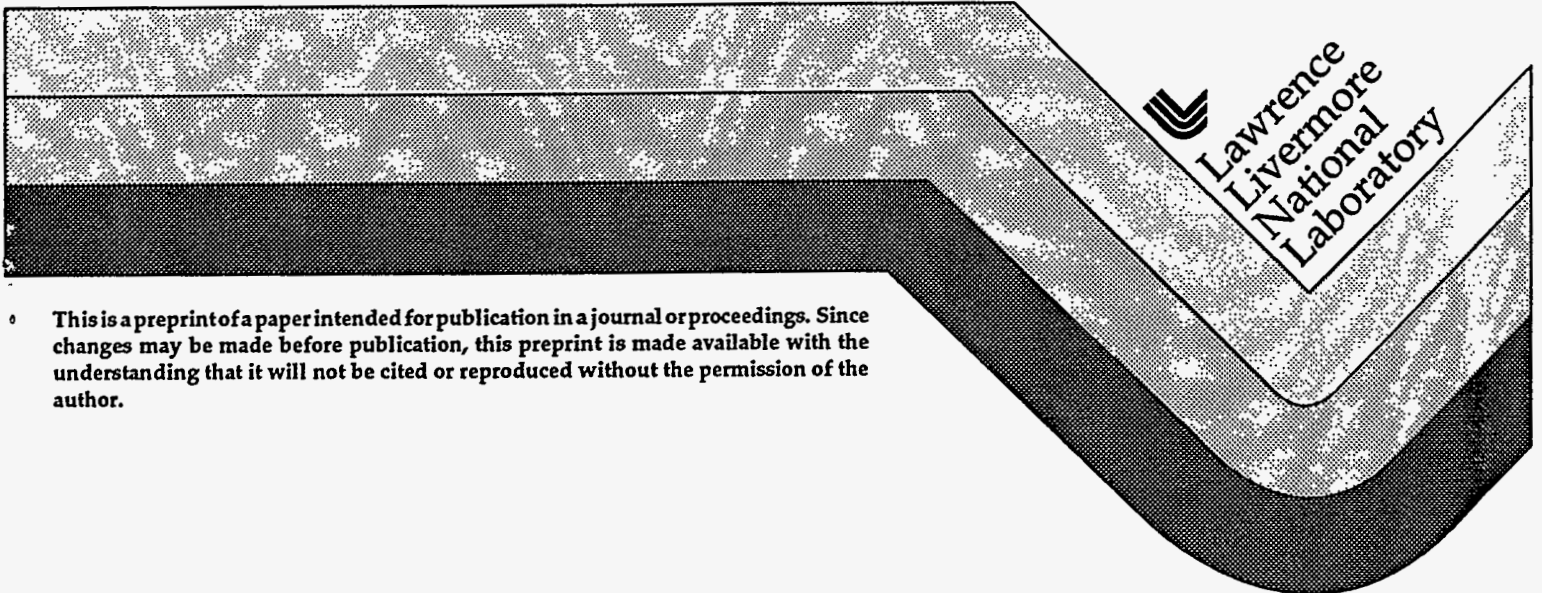 Lawrence
Livermore
National
Laboratory
This is a preprint of a paper intended for publication in a journal or proceedings. Since
changes may be made before publication, this preprint is made available with the
understanding that it will not be cited or reproduced without the permission of the
author.